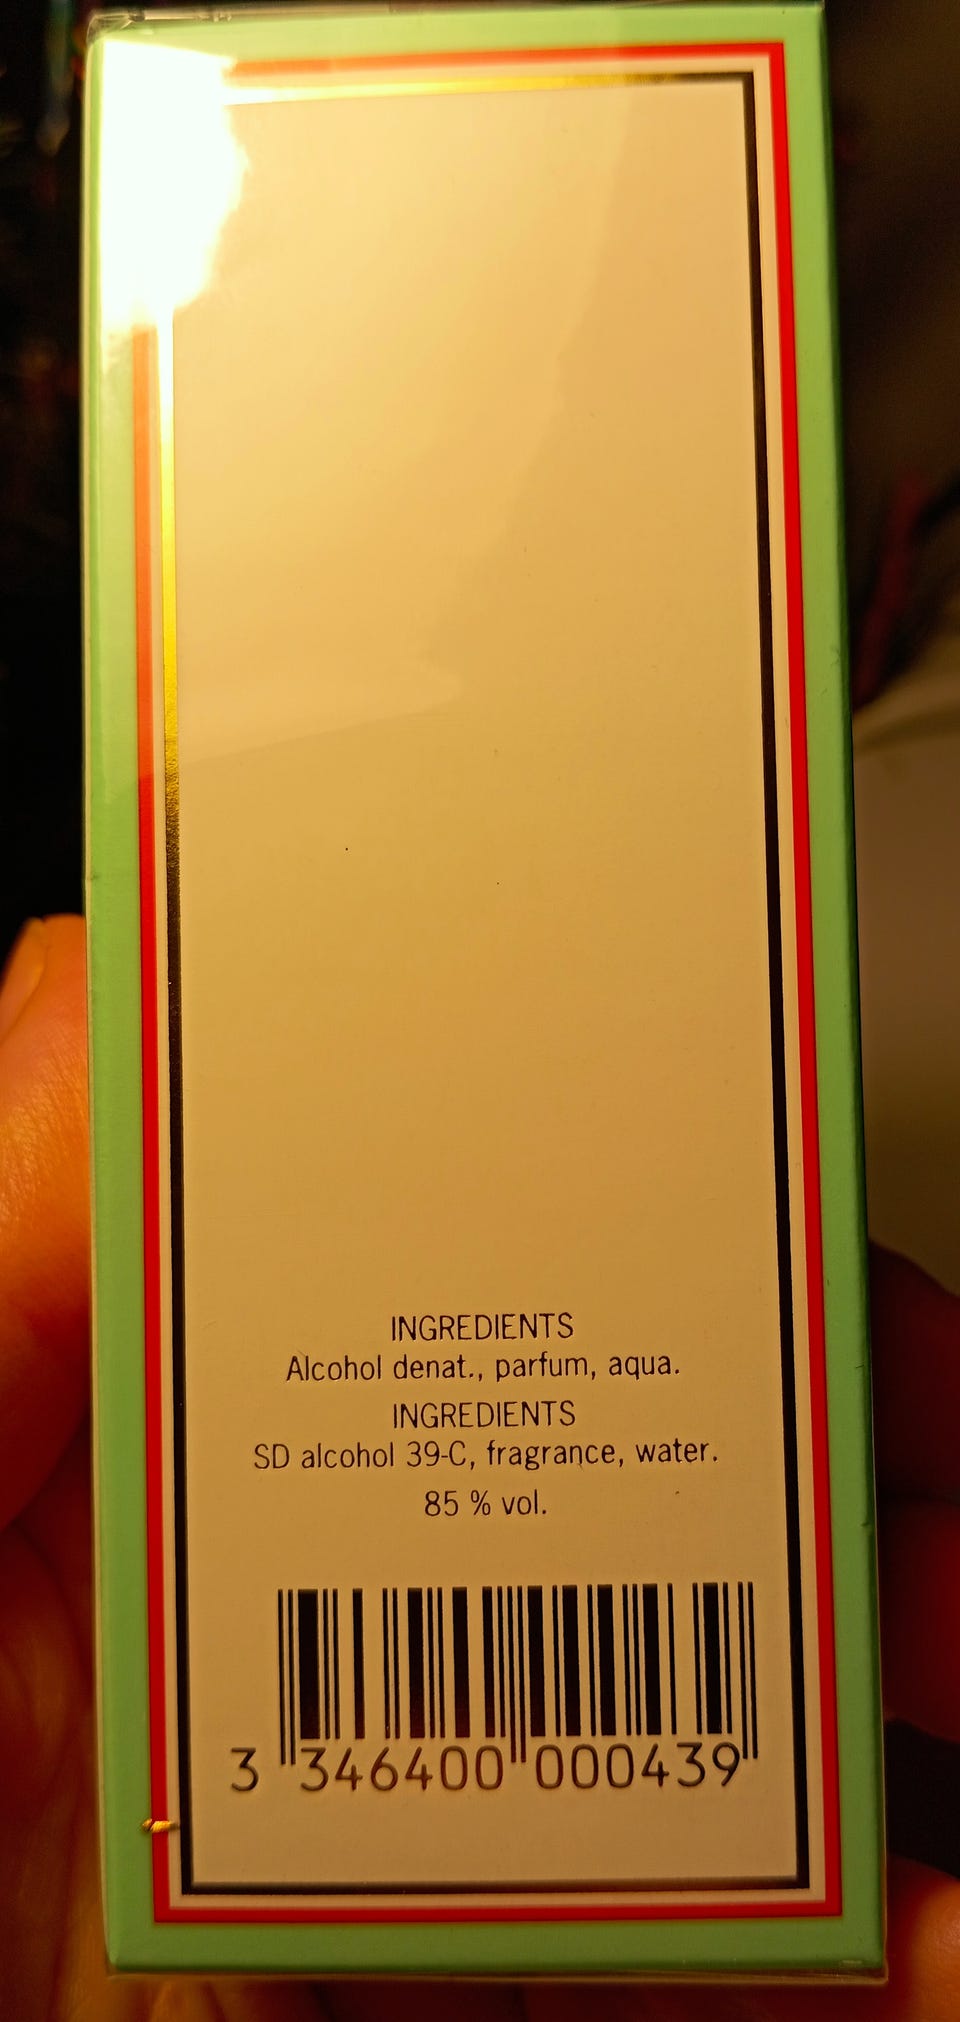 INGREDIENTS
Alcohol denat., parfum, aqua.
INGREDIENTS
SD alcohol 39-C, fragrance, water.
85 % vol.
3 346400 000439